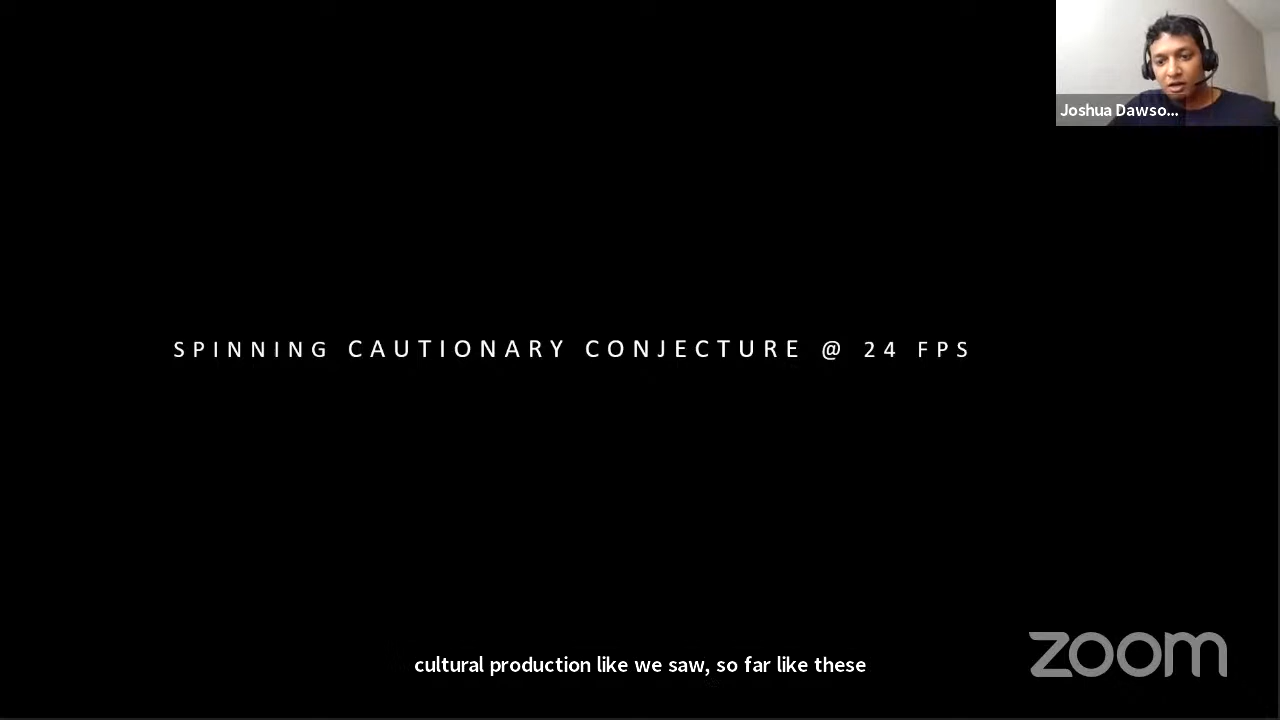 Joshua Dawso...
SPINNING CAUTIONARY CONJECTURE @ 24 FPS
cultural production like we saw, so far like these
zoom